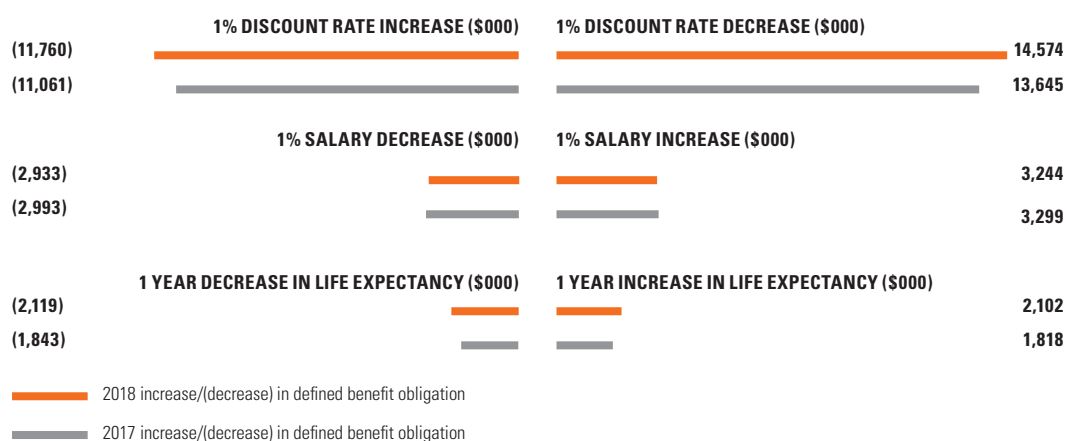 1% DISCOUNT RATE INCREASE ($000) 1% DISCOUNT RATE DECREASE ($000)
(11,760) 14,574
(11,061) 13,645
1% SALARY DECREASE ($000) 1% SALARY INCREASE ($000)
(2,933) 3,244
(2,993) 3,299
1 YEAR DECREASE IN LIFE EXPECTANCY ($000) 1 YEAR INCREASE IN LIFE EXPECTANCY ($000)
(2,119) 2,102
(1,843) 1,818
2018 increase/(decrease) in defined benefit obligation
2017 increase/(decrease) in defined benefit obligation